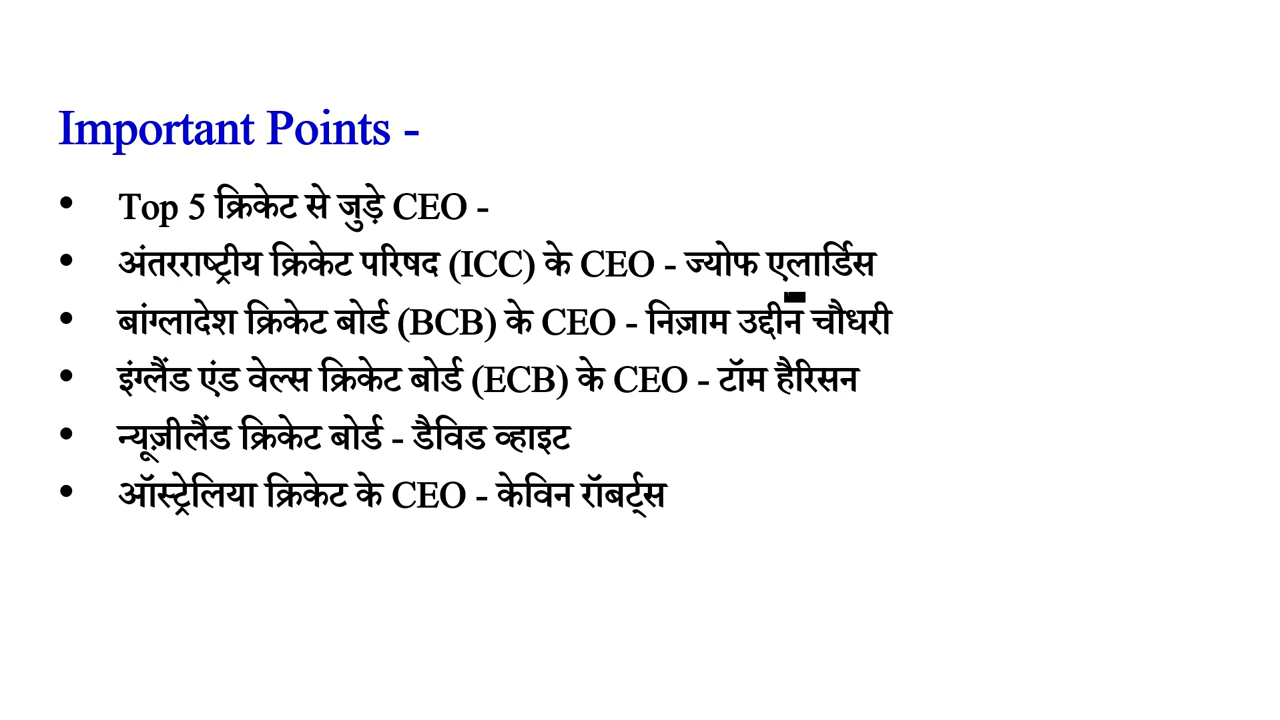 Important Points -
• Top 5 क्रिकेट से जुड़े CEO -
• अंतरराष्ट्रीय क्रिकेट परिषद (ICC) के CEO - ज्योफ एलार्डिस
• बांग्लादेश क्रिकेट बोर्ड (BCB) के CEO - निज़ाम उद्दीन चौधरी
• इंग्लैंड एंड वेल्स क्रिकेट बोर्ड (ECB) के CEO - टॉम हैरिसन
• न्यूज़ीलैंड क्रिकेट बोर्ड - डैविड व्हाइट
• ऑस्ट्रेलिया क्रिकेट के CEO - केविन रॉबर्ट्स